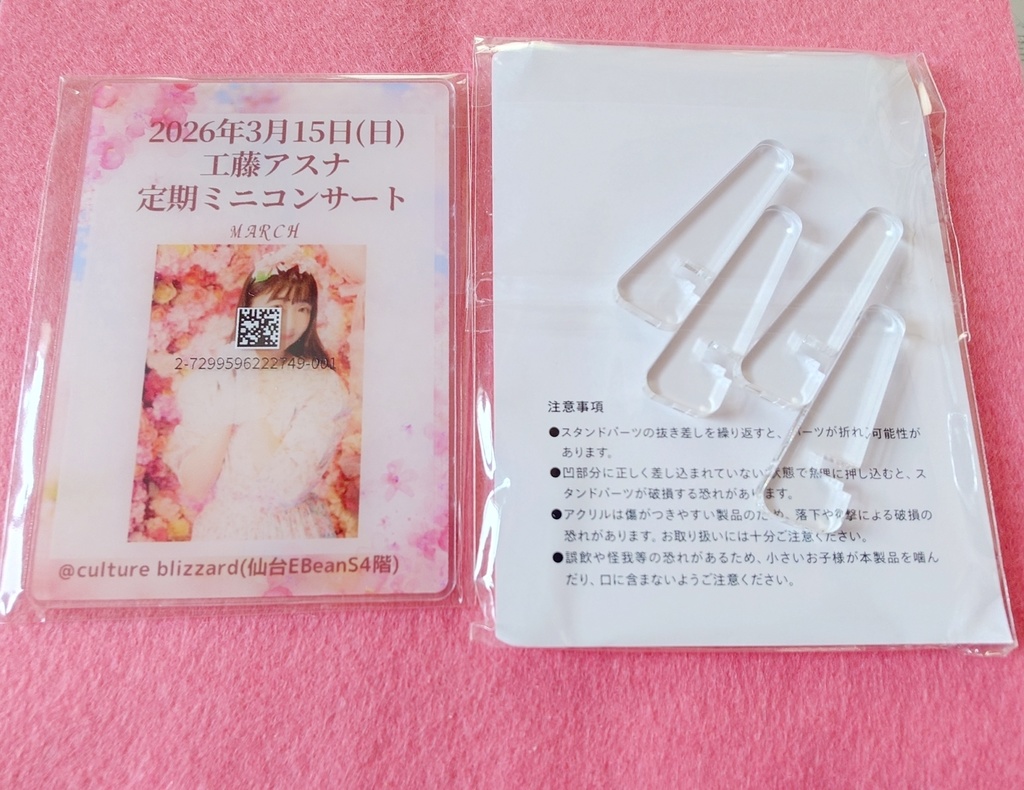 2026年3月15日(日)
工藤アスナ
定期ミニコンサート
MARCH
2-7299596222749-001
@culture blizzard(仙台EBeanS4階)
注意事項
●スタンドパーツの抜き差しを繰り返すと、パーツが折れ可能性が
あります。
●凹部分に正しく差し込まれていない状態で無理に押し込むと、ス
タンドパーツが破損する恐れがあります。
●アクリルは傷がつきやすい製品のため、落下や衝撃による破損の
恐れがあります。お取り扱いには十分ご注意ください。
●誤飲や怪我等の恐れがあるため、小さいお子様が本製品を噛ん
だり、口に含まないようご注意ください。